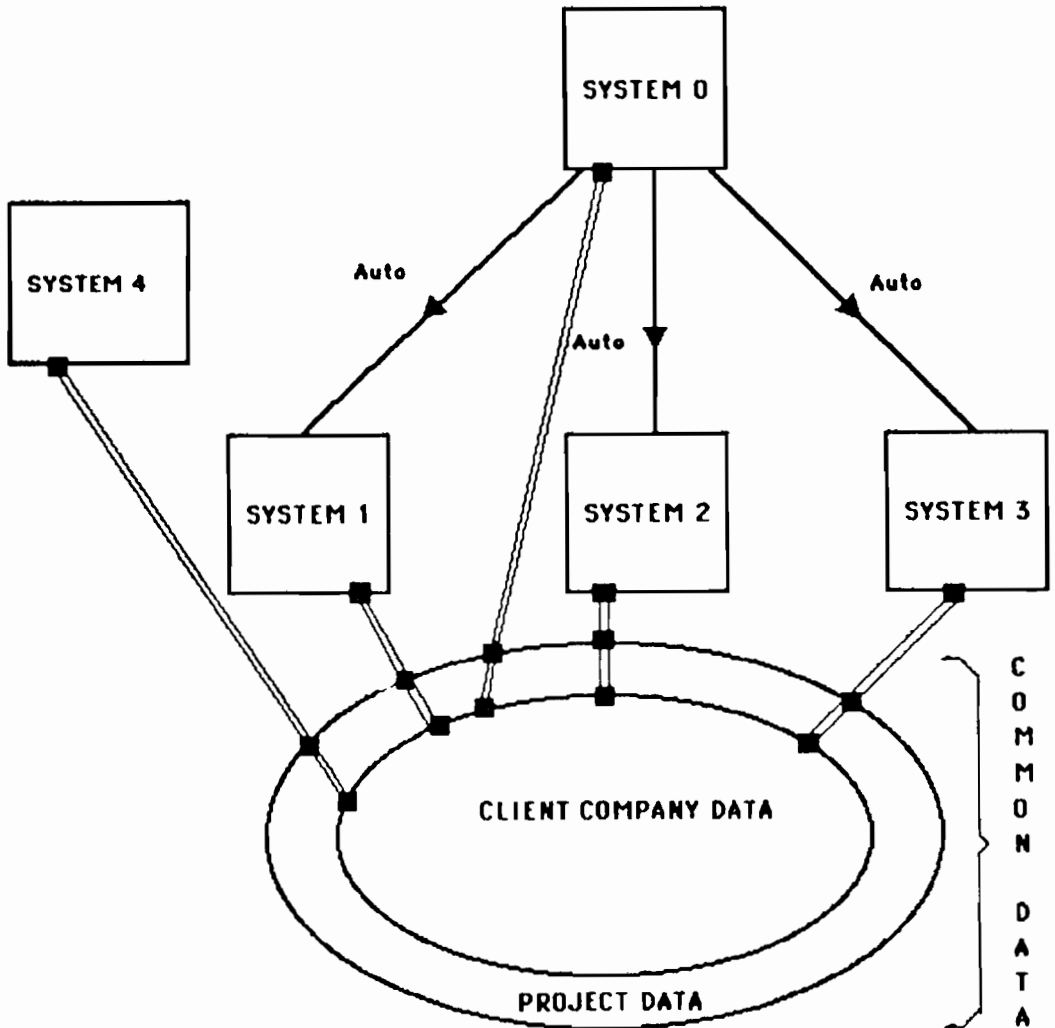 SYSTEM 0
SYSTEM 4
Auto
Auto
Auto
SYSTEM 1
SYSTEM 2
SYSTEM 3
CLIENT COMPANY DATA
PROJECT DATA
COMMON DATA